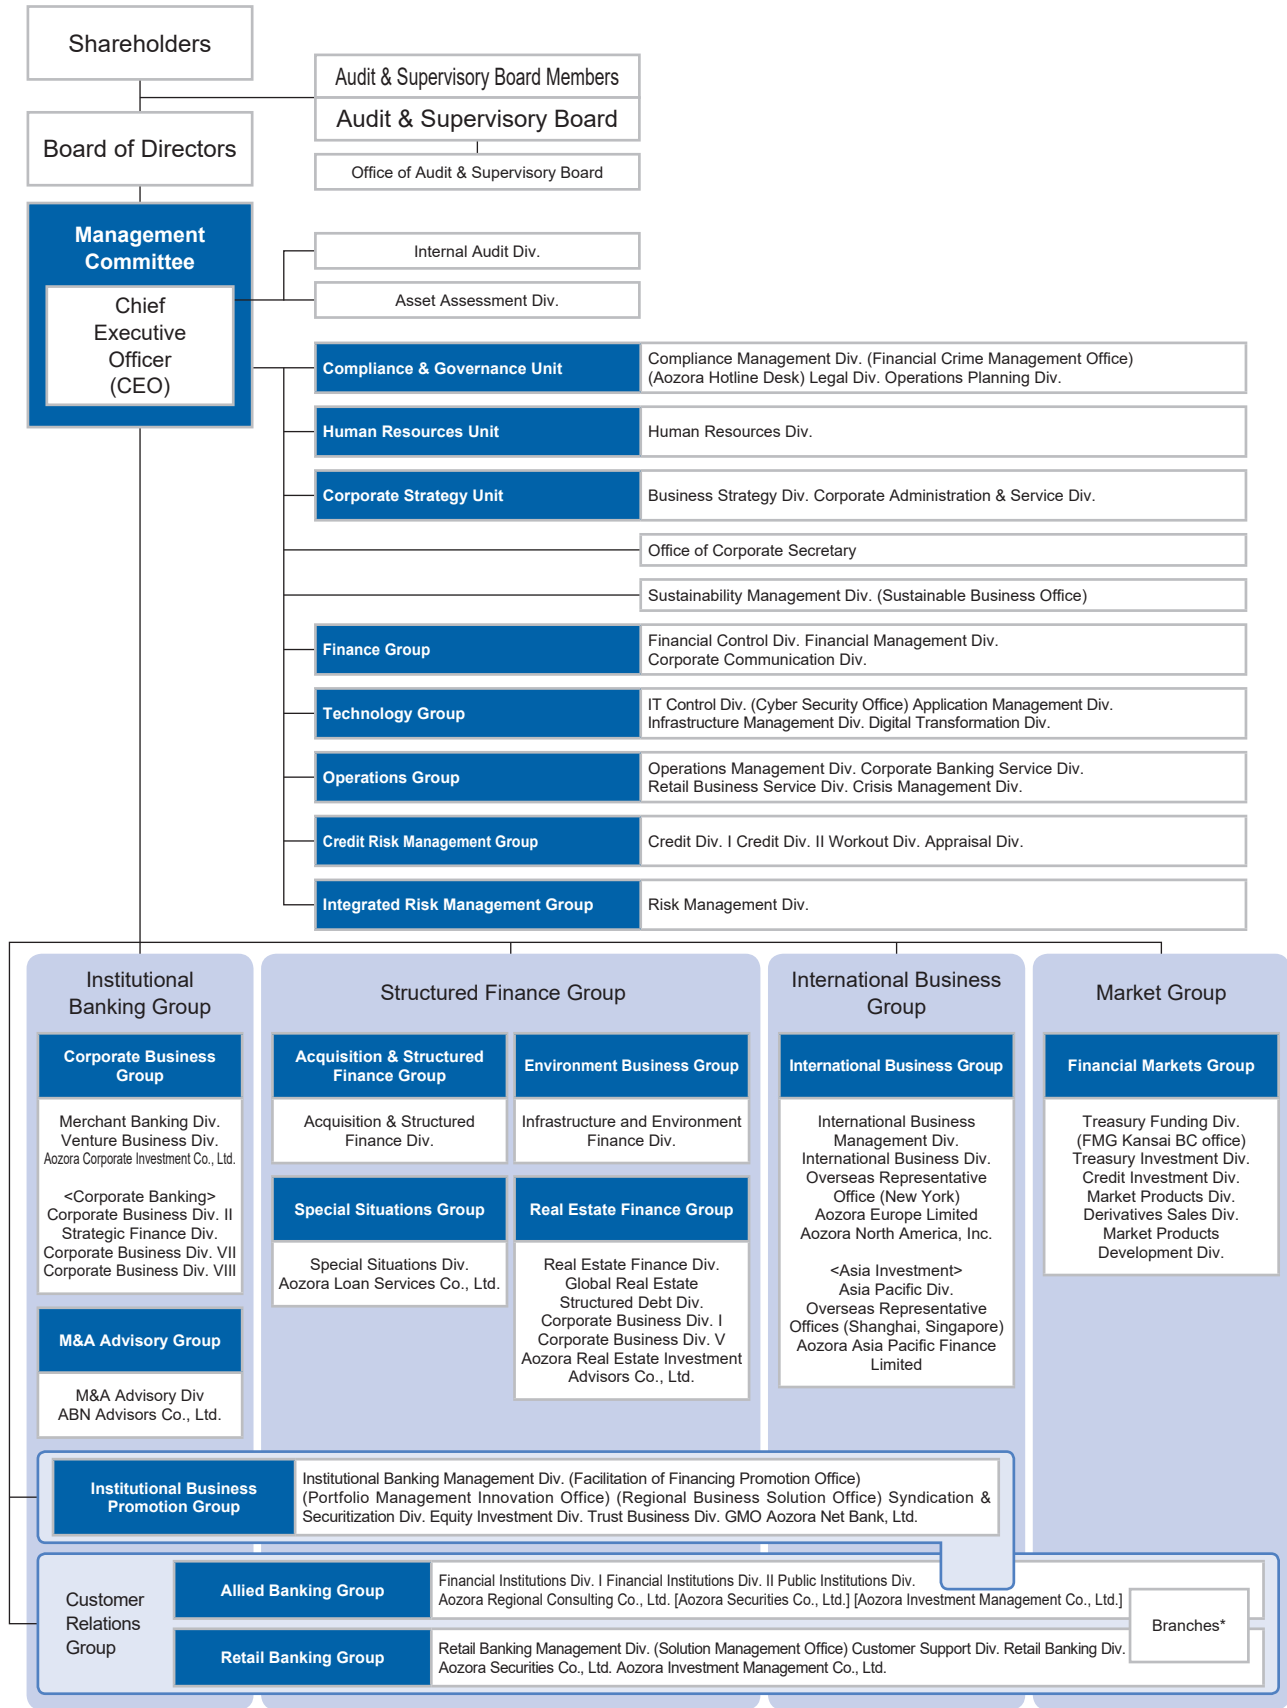 Shareholders
Audit & Supervisory Board Members
Audit & Supervisory Board
Board of Directors
Office of Audit & Supervisory Board
Management
Committee
Chief
Executive
Officer
(CEO)
Internal Audit Div.
Asset Assessment Div.
Compliance & Governance Unit
Compliance Management Div. (Financial Crime Management Office)
(Aozora Hotline Desk) Legal Div. Operations Planning Div.
Human Resources Unit
Human Resources Div.
Corporate Strategy Unit
Business Strategy Div. Corporate Administration & Service Div.
Office of Corporate Secretary
Sustainability Management Div. (Sustainable Business Office)
Finance Group
Financial Control Div. Financial Management Div.
Corporate Communication Div.
Technology Group
IT Control Div. (Cyber Security Office) Application Management Div.
Infrastructure Management Div. Digital Transformation Div.
Operations Group
Operations Management Div. Corporate Banking Service Div.
Retail Business Service Div. Crisis Management Div.
Credit Risk Management Group
Credit Div. I Credit Div. II Workout Div. Appraisal Div.
Integrated Risk Management Group
Risk Management Div.
Institutional
Banking Group
Corporate Business
Group
Merchant Banking Div.
Venture Business Div.
Aozora Corporate Investment Co., Ltd.
<Corporate Banking>
Corporate Business Div. II
Strategic Finance Div.
Corporate Business Div. VII
Corporate Business Div. VIII
M&A Advisory Group
M&A Advisory Div
ABN Advisors Co., Ltd.
Structured Finance Group
Acquisition & Structured
Finance Group
Acquisition & Structured
Finance Div.
Environment Business Group
Infrastructure and Environment
Finance Div.
Special Situations Group
Special Situations Div.
Aozora Loan Services Co., Ltd.
Real Estate Finance Group
Real Estate Finance Div.
Global Real Estate
Structured Debt Div.
Corporate Business Div. I
Corporate Business Div. V
Aozora Real Estate Investment
Advisors Co., Ltd.
International Business
Group
International Business Group
International Business
Management Div.
International Business Div.
Overseas Representative
Office (New York)
Aozora Europe Limited
Aozora North America, Inc.
<Asia Investment>
Asia Pacific Div.
Overseas Representative
Offices (Shanghai, Singapore)
Aozora Asia Pacific Finance
Limited
Market Group
Financial Markets Group
Treasury Funding Div.
(FMG Kansai BC office)
Treasury Investment Div.
Credit Investment Div.
Market Products Div.
Derivatives Sales Div.
Market Products
Development Div.
Institutional Business
Promotion Group
Institutional Banking Management Div. (Facilitation of Financing Promotion Office)
(Portfolio Management Innovation Office) (Regional Business Solution Office) Syndication &
Securitization Div. Equity Investment Div. Trust Business Div. GMO Aozora Net Bank, Ltd.
Customer
Relations
Group
Allied Banking Group
Financial Institutions Div. I Financial Institutions Div. II Public Institutions Div.
Aozora Regional Consulting Co., Ltd. [Aozora Securities Co., Ltd.] [Aozora Investment Management Co., Ltd.]
Retail Banking Group
Retail Banking Management Div. (Solution Management Office) Customer Support Div. Retail Banking Div.
Aozora Securities Co., Ltd. Aozora Investment Management Co., Ltd.
Branches*